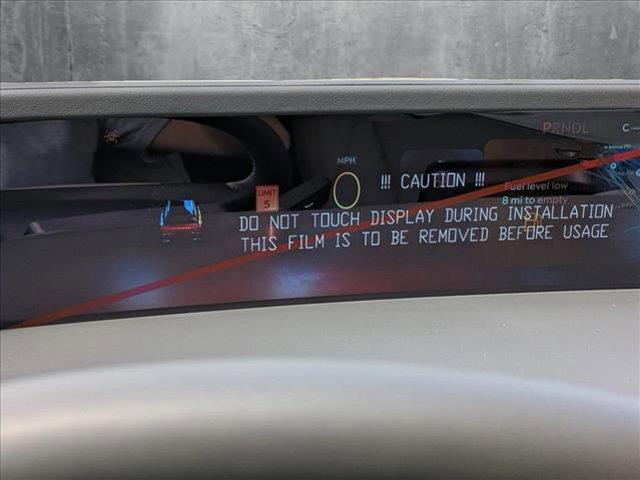 PRNDL C
MPH
0
!!! CAUTION !!!
LIMIT
5
Fuel level low
8 mi to empty
DO NOT TOUCH DISPLAY DURING INSTALLATION
THIS FILM IS TO BE REMOVED BEFORE USAGE